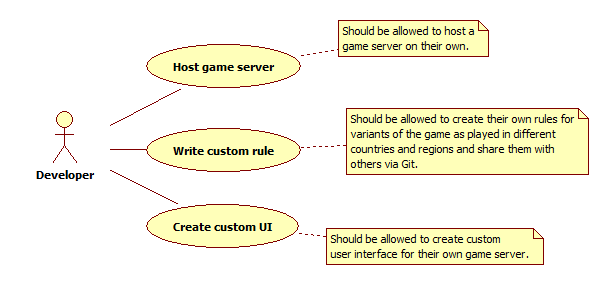 Should be allowed to host a
game server on their own.
Host game server
Should be allowed to create their own rules for
variants of the game as played in different
countries and regions and share them with
others via Git.
Write custom rule
Developer
Create custom UI
Should be allowed to create custom
user interface for their own game server.